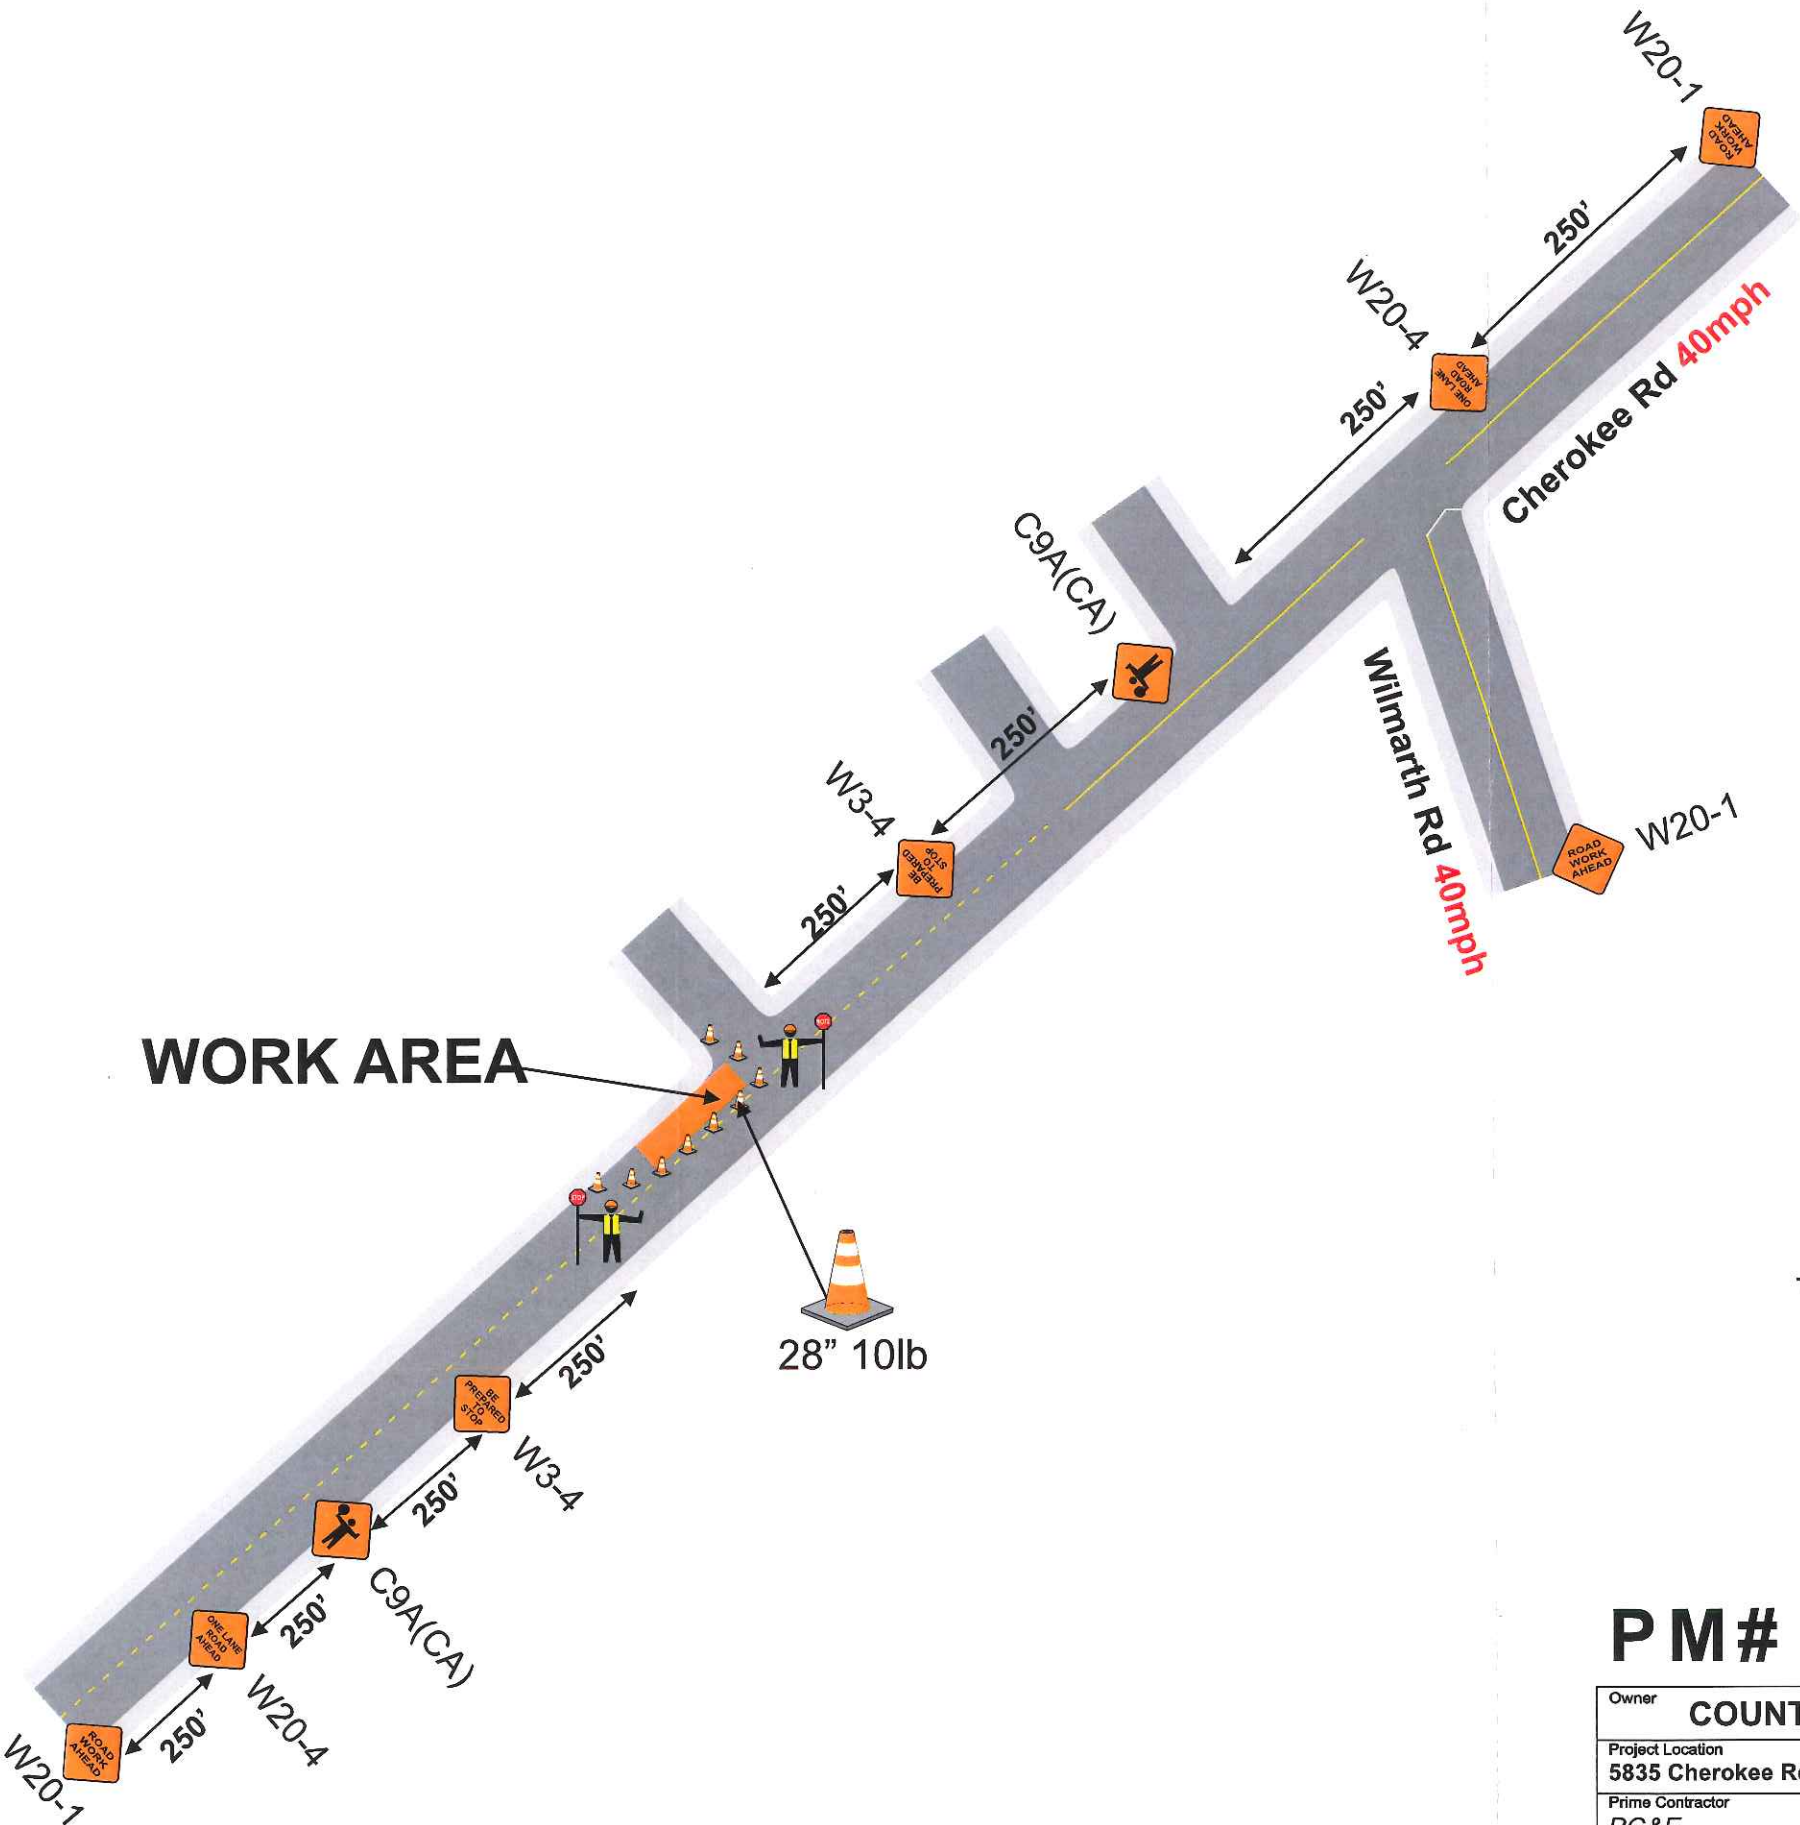 W20-1
ROAD
WORK
AHEAD
250’
W20-4
ONE LANE
ROAD
AHEAD
Cherokee Rd 40mph
250’
C9A(CA)
250’
Wilmarth Rd 40mph
W20-1
ROAD
WORK
AHEAD
W3-4
BE
PREPARED
TO
STOP
250’
WORK AREA
STOP
28” 10lb
250’
BE
PREPARED
TO
STOP
W3-4
250’
C9A(CA)
250’
ONE LANE
ROAD
AHEAD
W20-4
250’
ROAD
WORK
AHEAD
W20-1
PM#
Owner
COUNT
Project Location
5835 Cherokee R
Prime Contractor